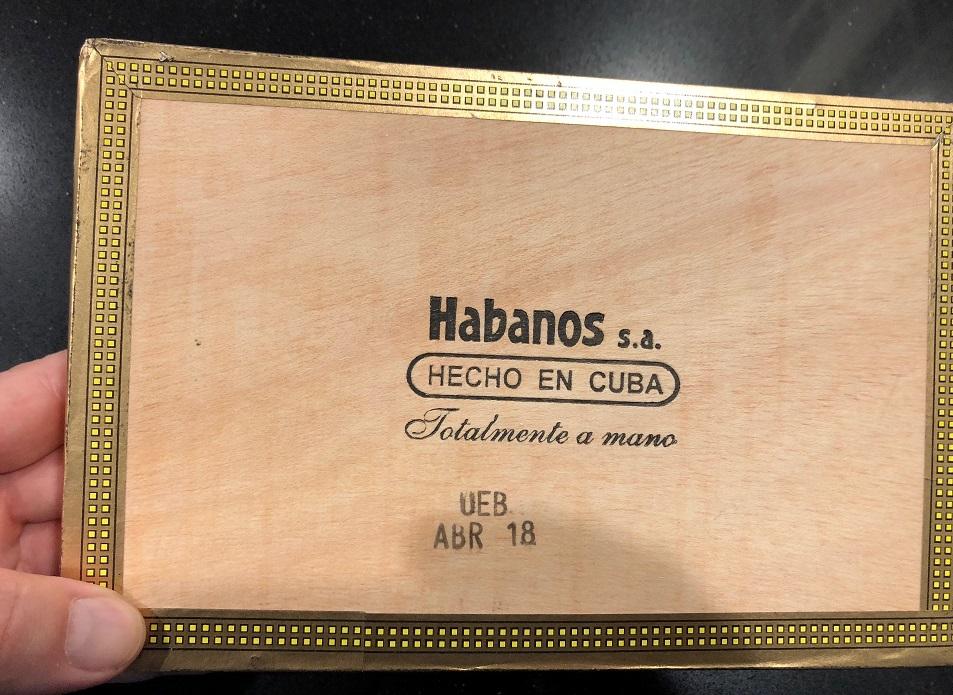 Habanos s.a.
HECHO EN CUBA
Totalmente a mano
UEB
ABR 18